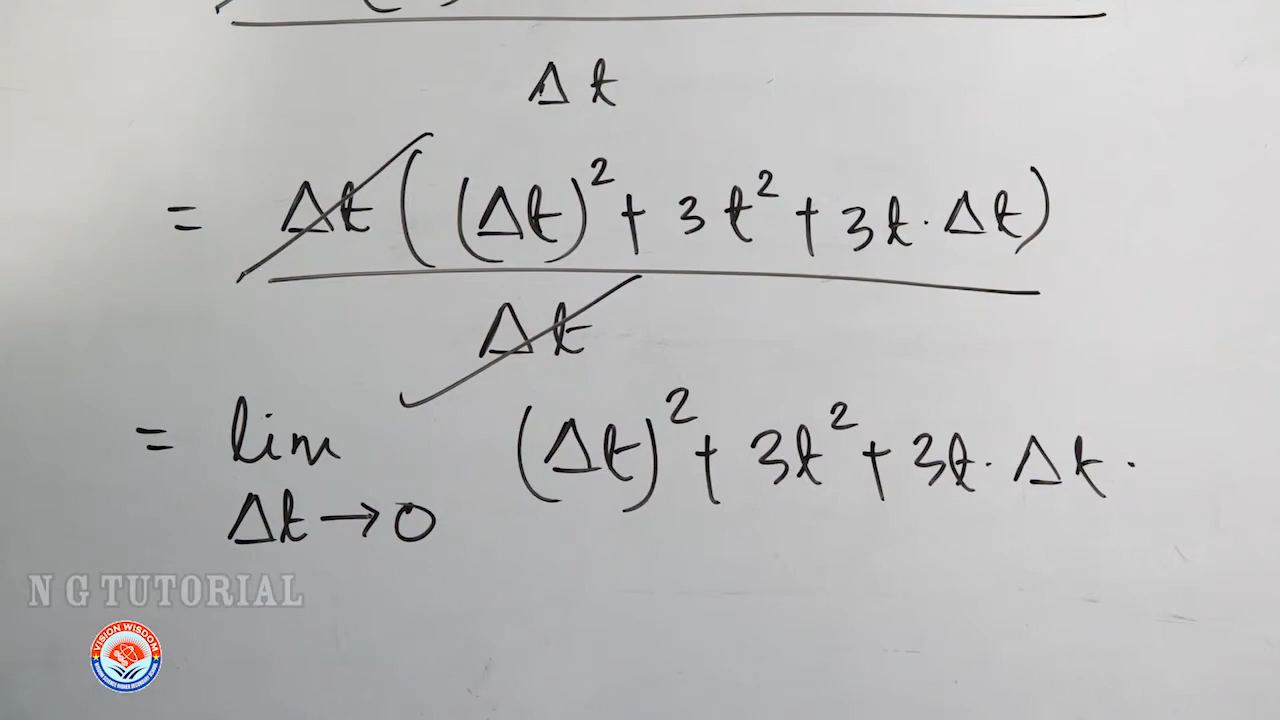 Δt
= Δt ( (Δt)² + 3t² + 3t · Δt )
Δt
= lim (Δt)² + 3t² + 3t · Δt .
Δt → 0
N G TUTORIAL
VISION WISDOM